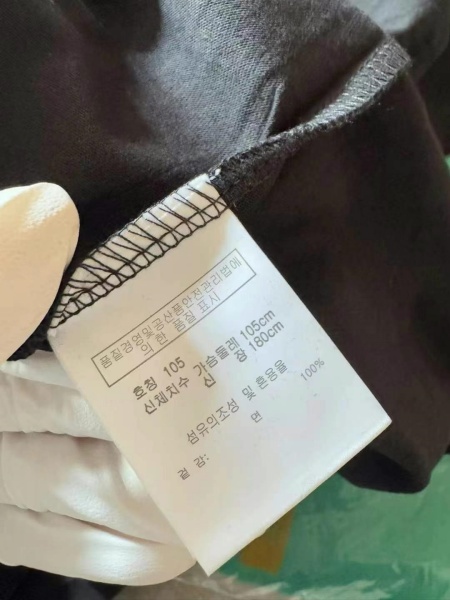 품질경영및공산품안전관리법에
의한 품질표시
호칭 105
신체치수 가슴둘레 105cm
신 장 180cm
섬유의조성 및 혼용율
겉 감: 면 100%